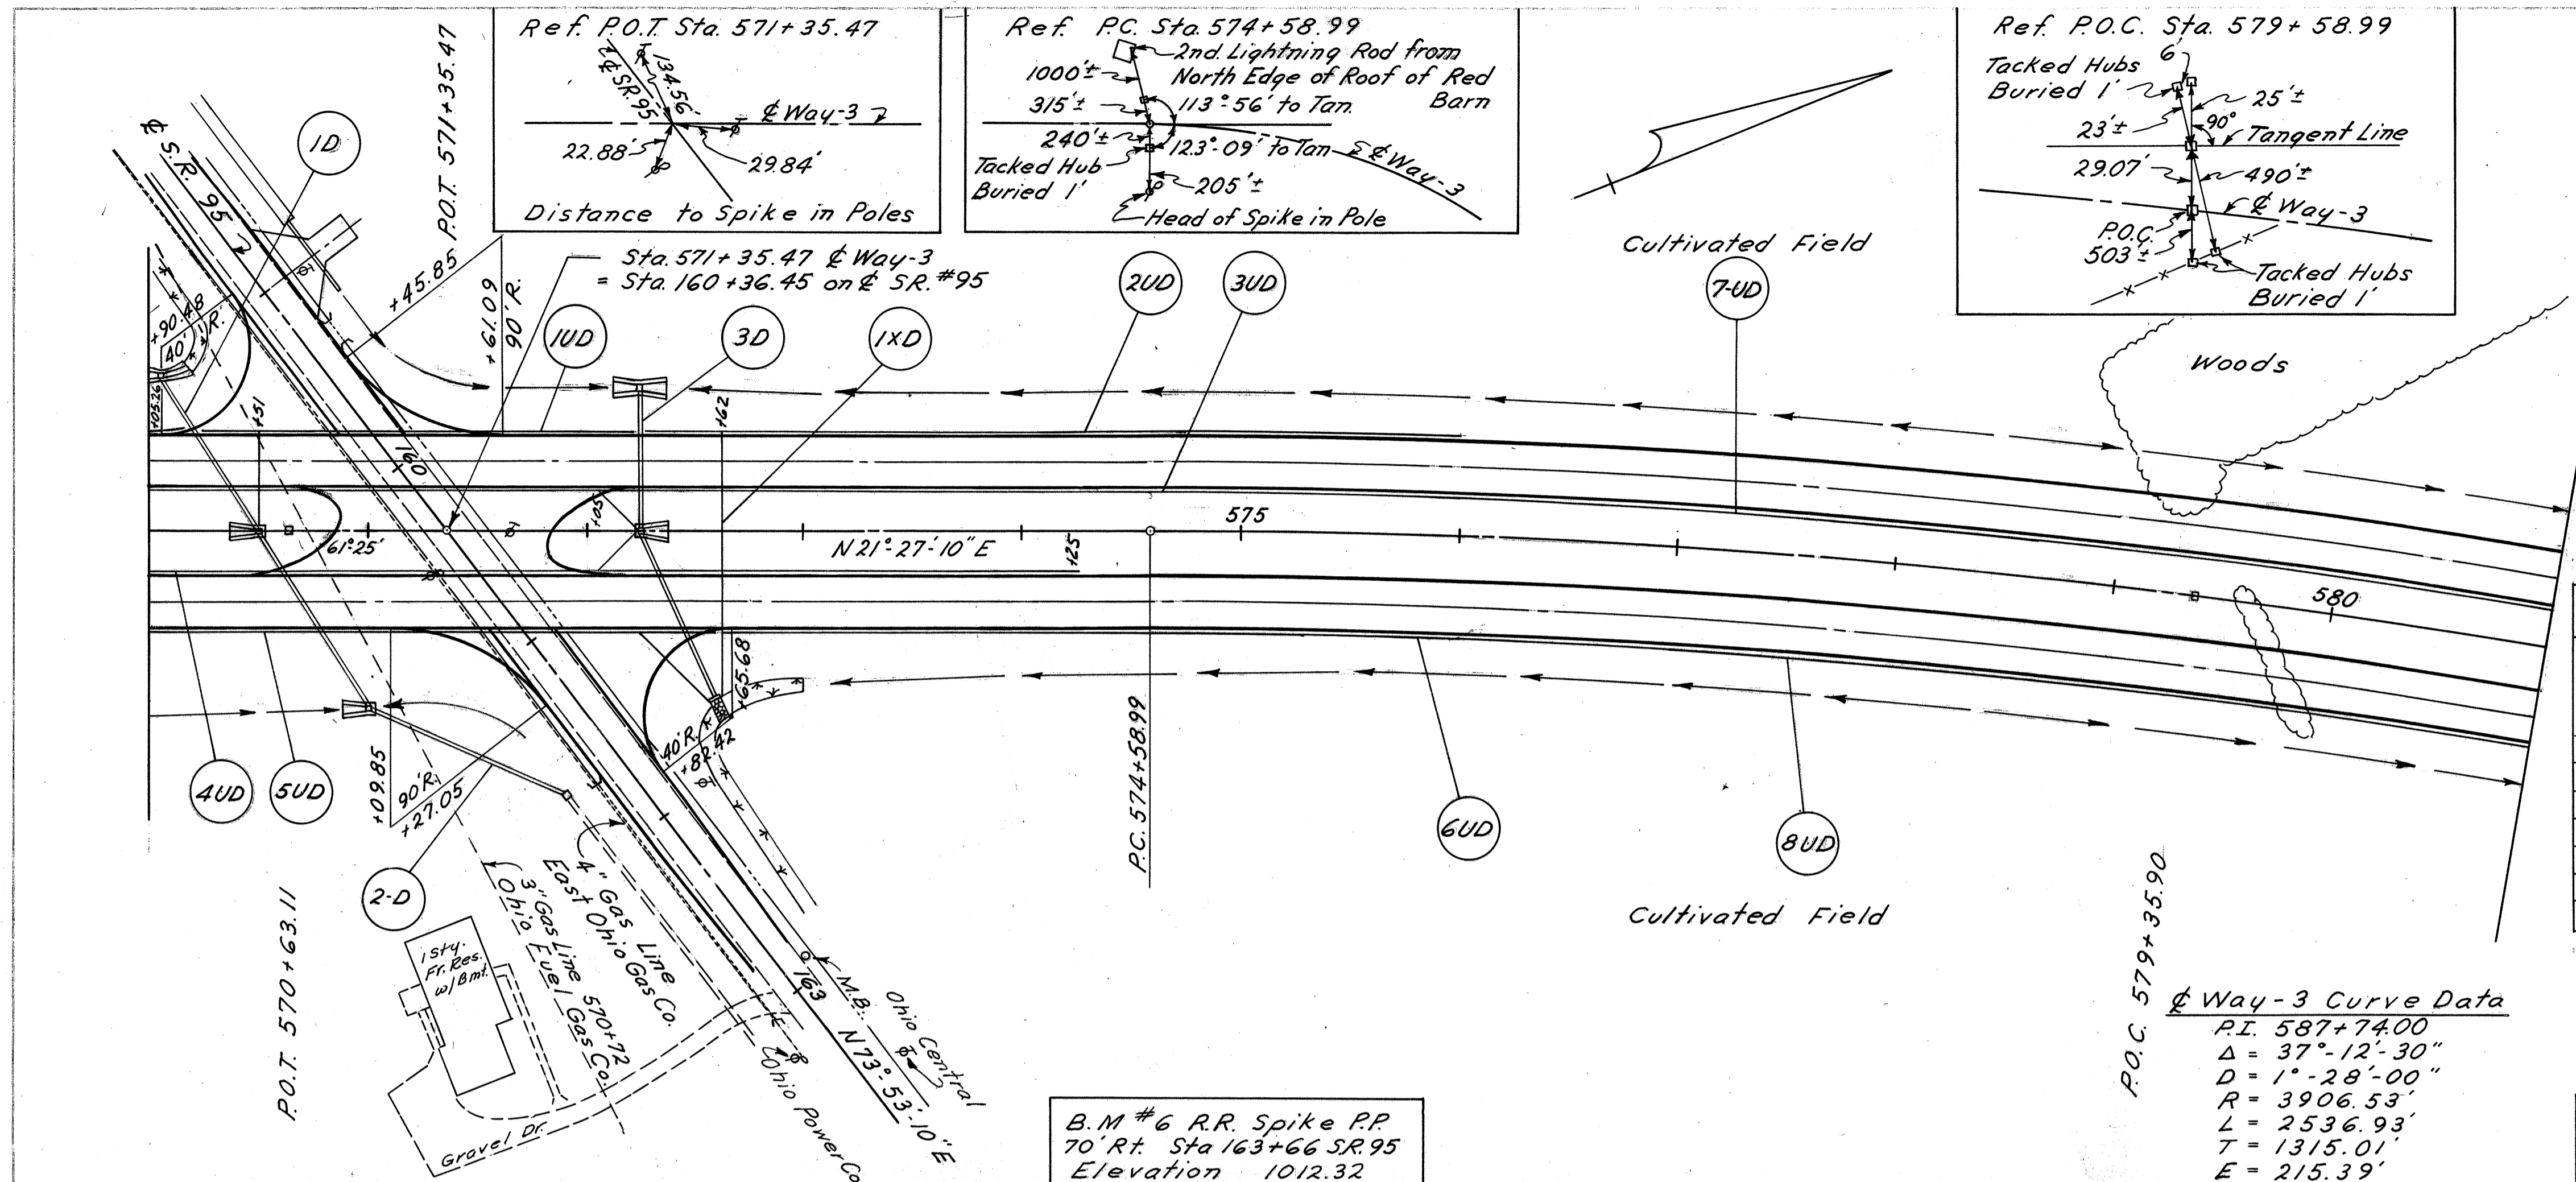 Ref. P.O.T. Sta. 571+35.47
134.56'
₵ SR.95
₵ Way-3
22.88'
29.84'
Distance to Spike in Poles
Ref. P.C. Sta. 574+58.99
2nd. Lightning Rod from
North Edge of Roof of Red
Barn
1000'±
315'±
113°-56' to Tan.
240'±
123°-09' to Tan
₵ Way-3
Tacked Hub
Buried 1'
205'±
Head of Spike in Pole
Ref. P.O.C. Sta. 579+58.99
6'
Tacked Hubs
Buried 1'
25'±
23'±
90°
Tangent Line
29.07'
490'±
₵ Way-3
P.O.C.
503'±
Tacked Hubs
Buried 1'
P.O.T. 571+35.47
1D
₵ S.R. 95
+45.85
+61.09
90' R.
Sta. 571+35.47 ₵ Way-3
= Sta. 160+36.45 on ₵ SR. #95
1UD
3D
1XD
2UD
3UD
7-UD
Cultivated Field
Woods
+90.48
40' R.
+05.26
+51
+62
160
+05
61°25'
N 21°-27'-10" E
+25
575
580
+65.68
40' R.
+82.42
+09.85
90' R.
+27.05
4UD
5UD
2-D
P.C. 574+58.99
6UD
8UD
Cultivated Field
P.O.T. 570+63.11
4" Gas Line
East Ohio Gas Co.
3" Gas Line 570+72
Ohio Fuel Gas Co.
1 Sty.
Fr. Res.
w/ Bmt.
Gravel Dr.
163
M.B.
Ohio Central
N 73°-53'-10" E
Ohio Power Co
B.M #6 R.R. Spike P.P.
70' Rt. Sta 163+66 S.R. 95
Elevation 1012.32
P.O.C. 579+35.90
₵ Way-3 Curve Data
P.I. 587+74.00
Δ = 37°-12'-30"
D = 1°-28'-00"
R = 3906.53'
L = 2536.93'
T = 1315.01'
E = 215.39'